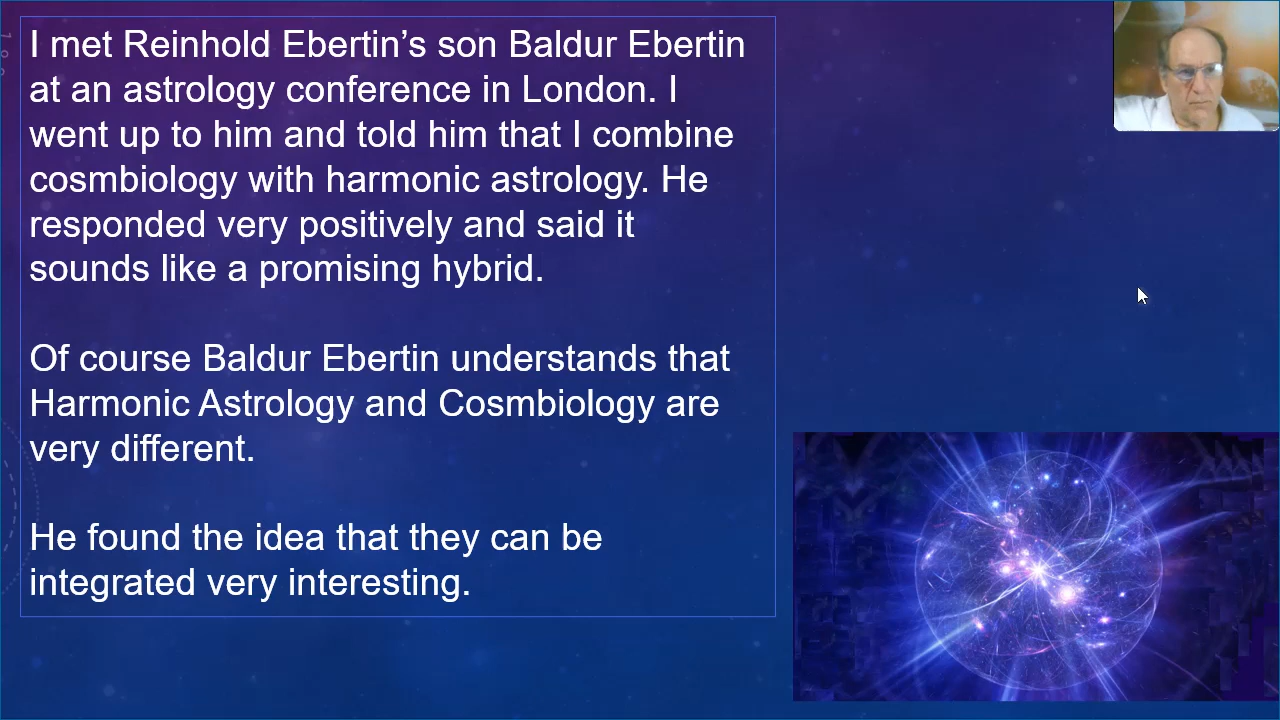 I met Reinhold Ebertin’s son Baldur Ebertin
at an astrology conference in London. I
went up to him and told him that I combine
cosmbiology with harmonic astrology. He
responded very positively and said it
sounds like a promising hybrid.
Of course Baldur Ebertin understands that
Harmonic Astrology and Cosmbiology are
very different.
He found the idea that they can be
integrated very interesting.